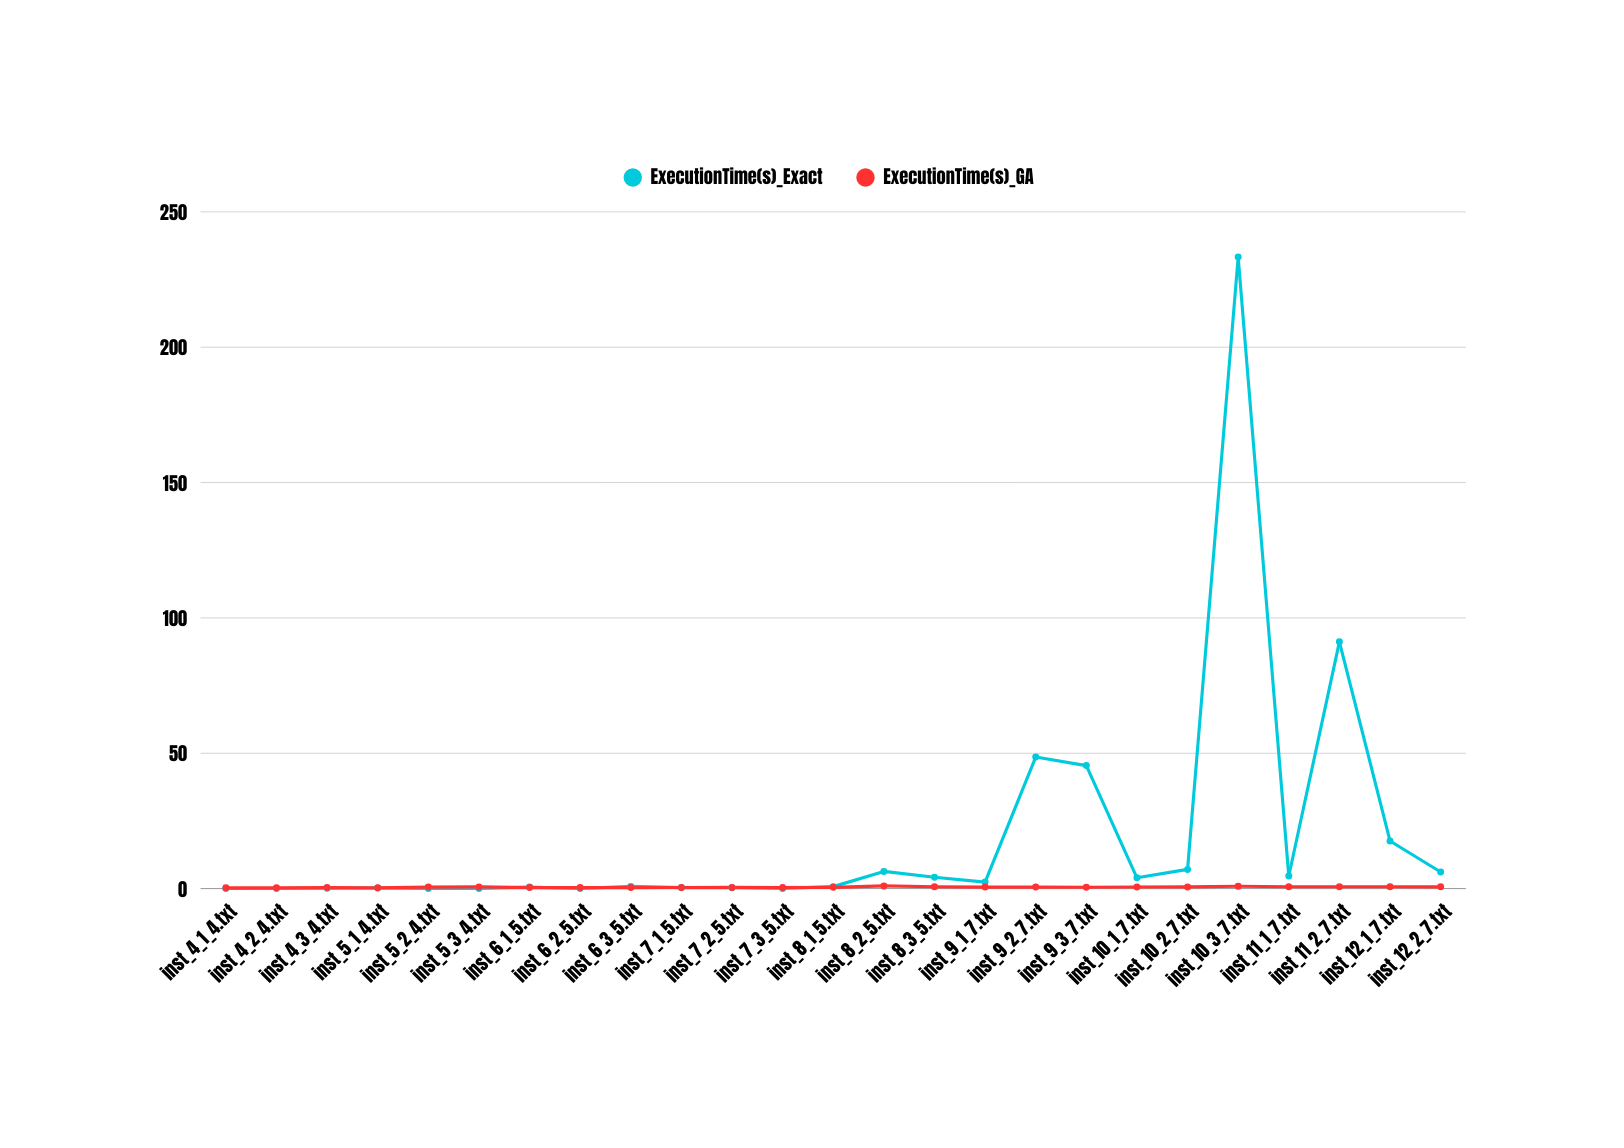 ExecutionTime(s)_Exact ExecutionTime(s)_GA
250
200
150
100
50
0
inst_4_1_4.txt
inst_4_2_4.txt
inst_4_3_4.txt
inst_5_1_4.txt
inst_5_2_4.txt
inst_5_3_4.txt
inst_6_1_5.txt
inst_6_2_5.txt
inst_6_3_5.txt
inst_7_1_5.txt
inst_7_2_5.txt
inst_7_3_5.txt
inst_8_1_5.txt
inst_8_2_5.txt
inst_8_3_5.txt
inst_9_1_7.txt
inst_9_2_7.txt
inst_9_3_7.txt
inst_10_1_7.txt
inst_10_2_7.txt
inst_10_3_7.txt
inst_11_1_7.txt
inst_11_2_7.txt
inst_12_1_7.txt
inst_12_2_7.txt